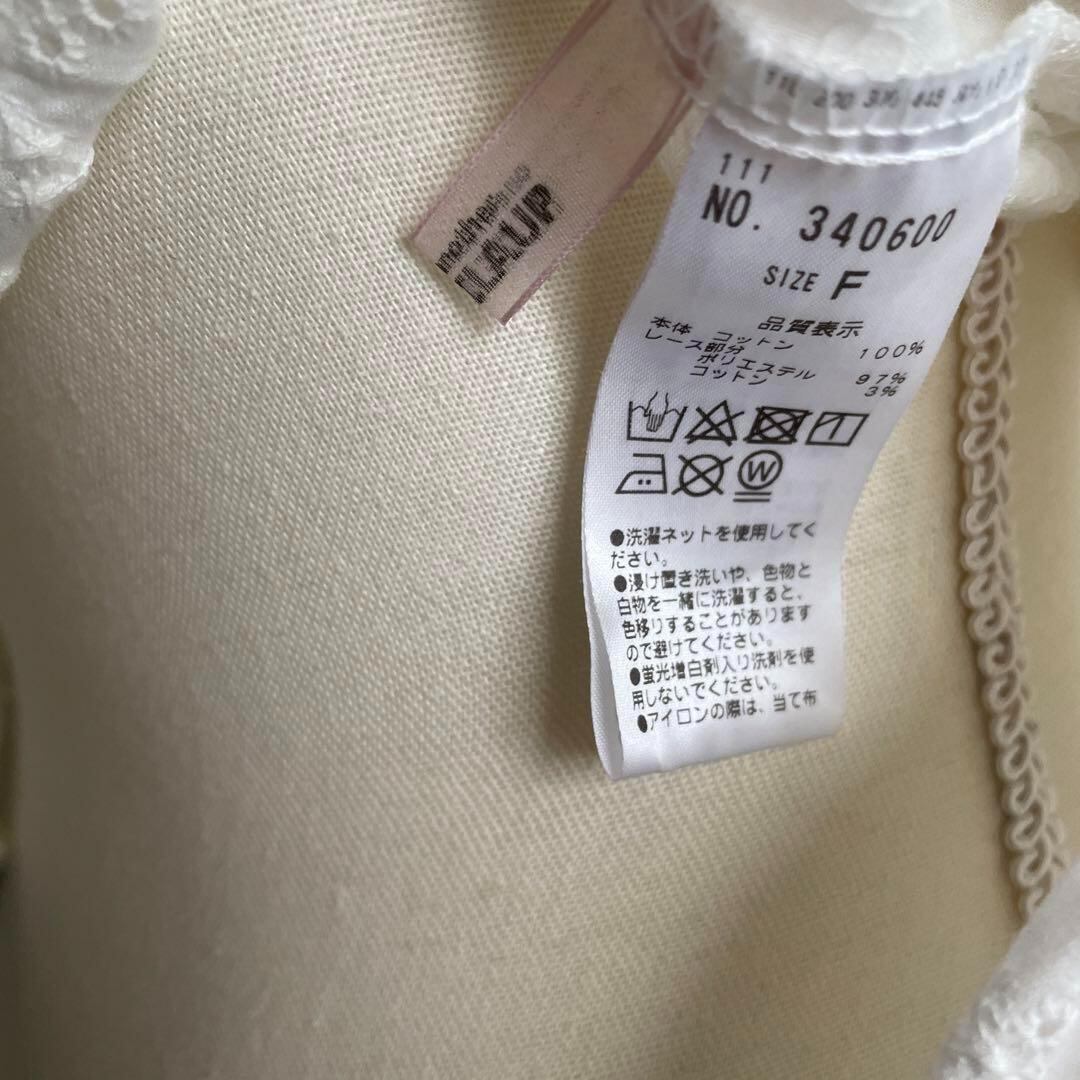 111
NO. 340600
SIZE F
品質表示
本体 コットン 100%
レース部分
ポリエステル 97%
コットン 3%
W
●洗濯ネットを使用してく
ださい。
●浸け置き洗いや、色物と
白物を一緒に洗濯すると、
色移りすることがあります
ので避けてください。
●蛍光増白剤入り洗剤を使
用しないでください。
●アイロンの際は、当て布